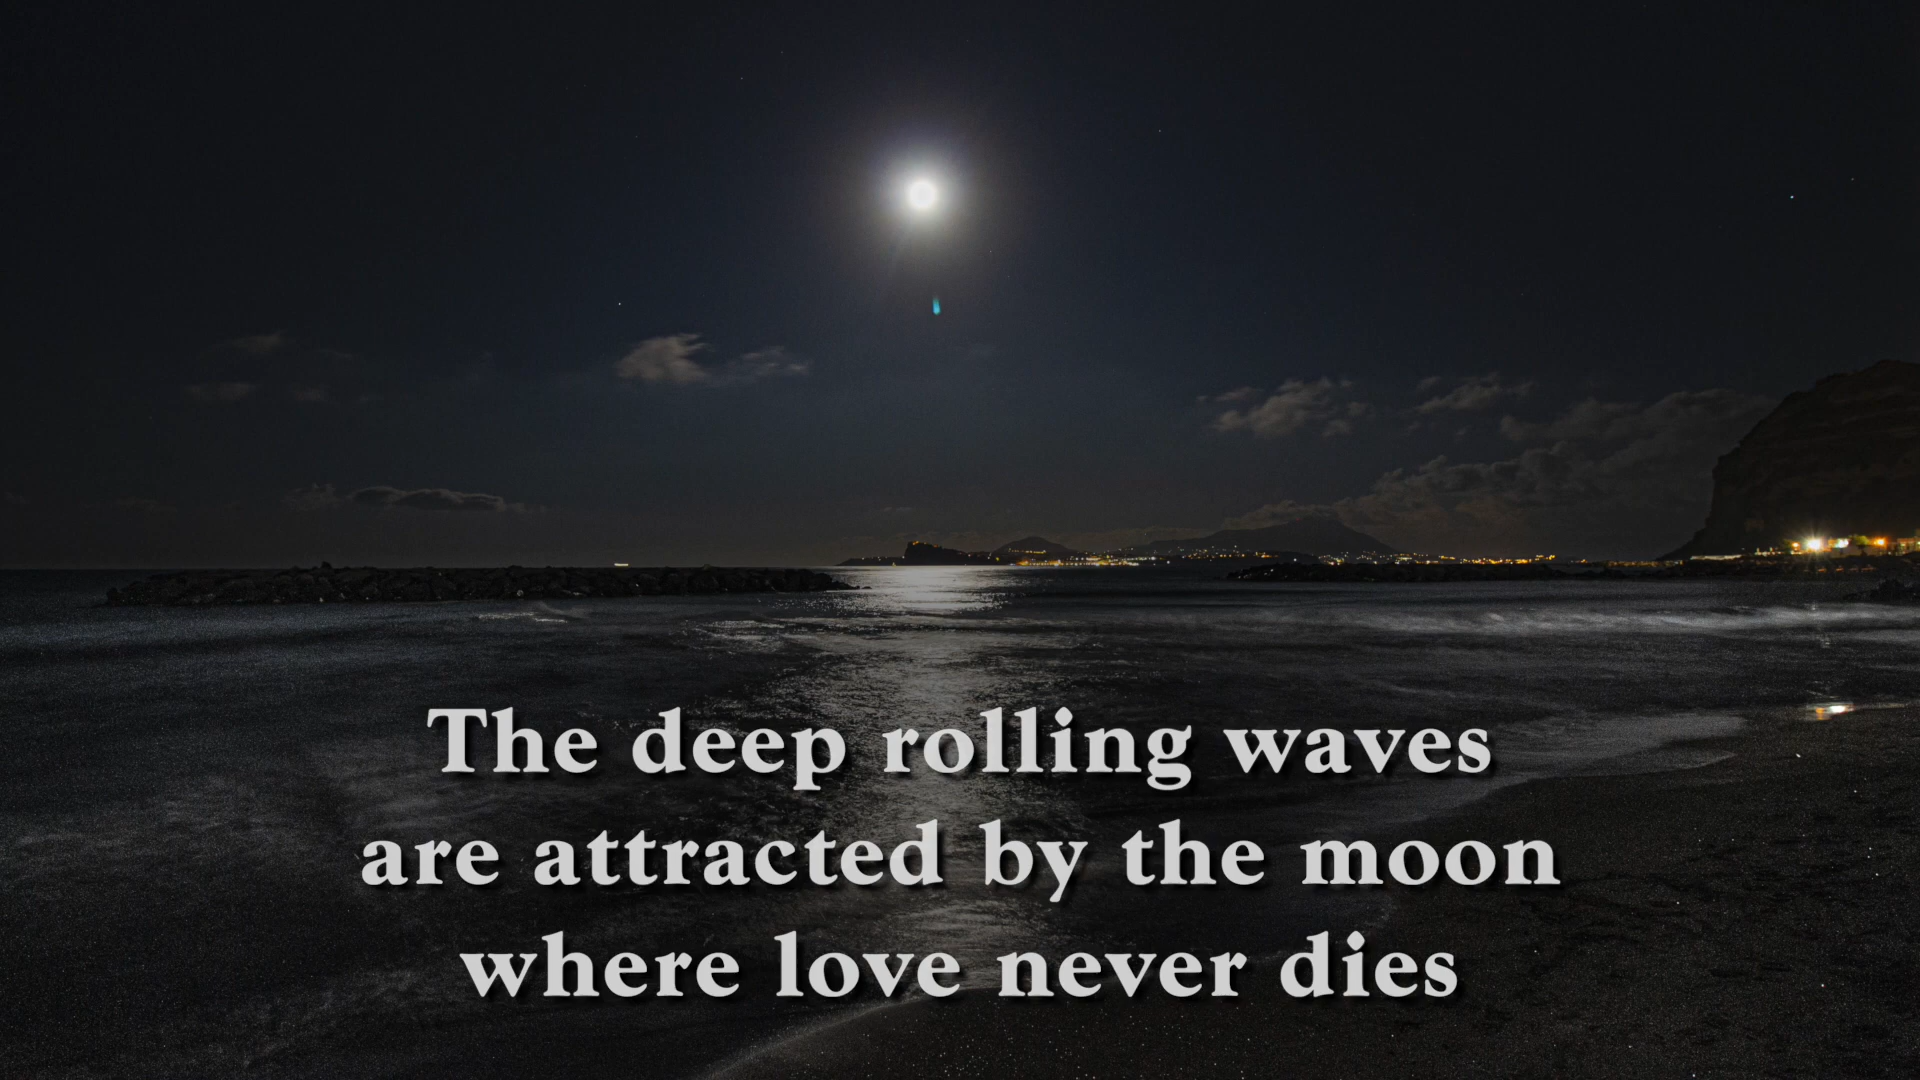 The deep rolling waves
are attracted by the moon
where love never dies